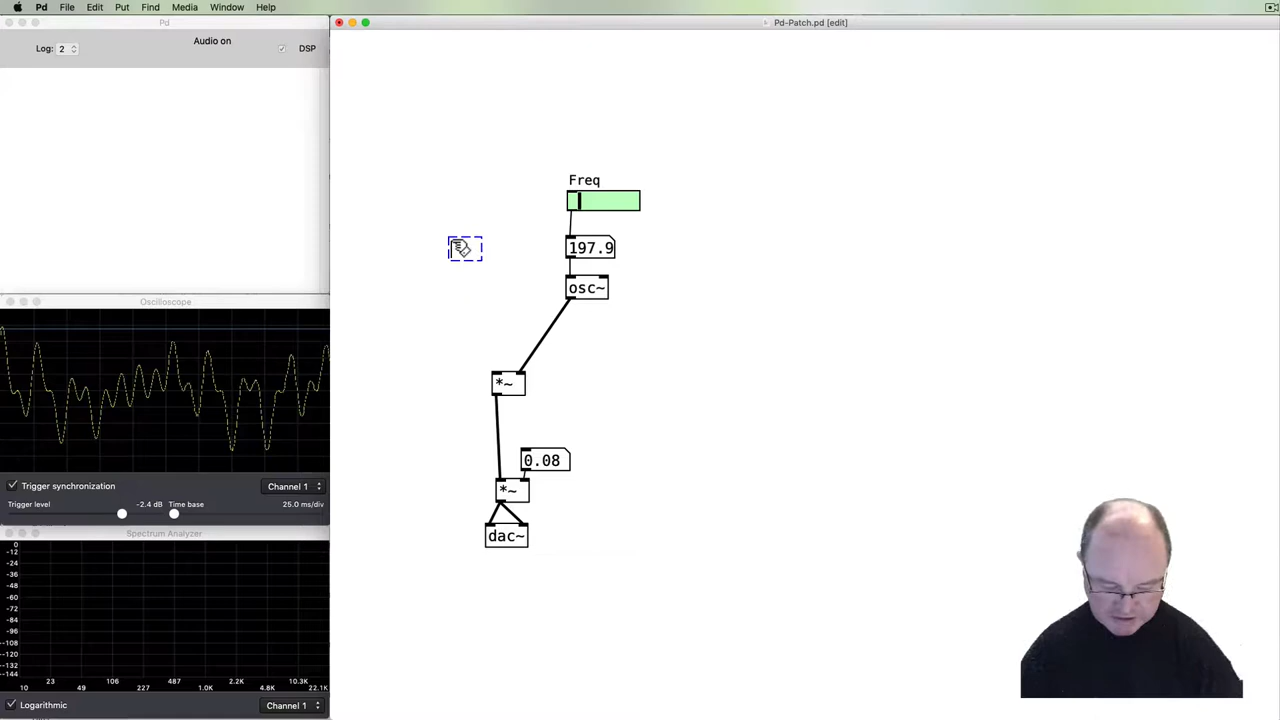 Pd File Edit Put Find Media Window Help
Pd
Pd-Patch.pd [edit]
Audio on
Log: 2
DSP
Freq
197.9
osc~
*~
0.08
*~
dac~
Oscilloscope
Trigger synchronization
Channel 1
Trigger level
-2.4 dB
Time base
25.0 ms/div
Spectrum Analyzer
0
-12
-24
-36
-48
-60
-72
-84
-96
-108
-120
-132
-144
23 106 487 2.2K 10.3K
10 49 227 1.0K 4.8K 22.1K
Logarithmic
Channel 1